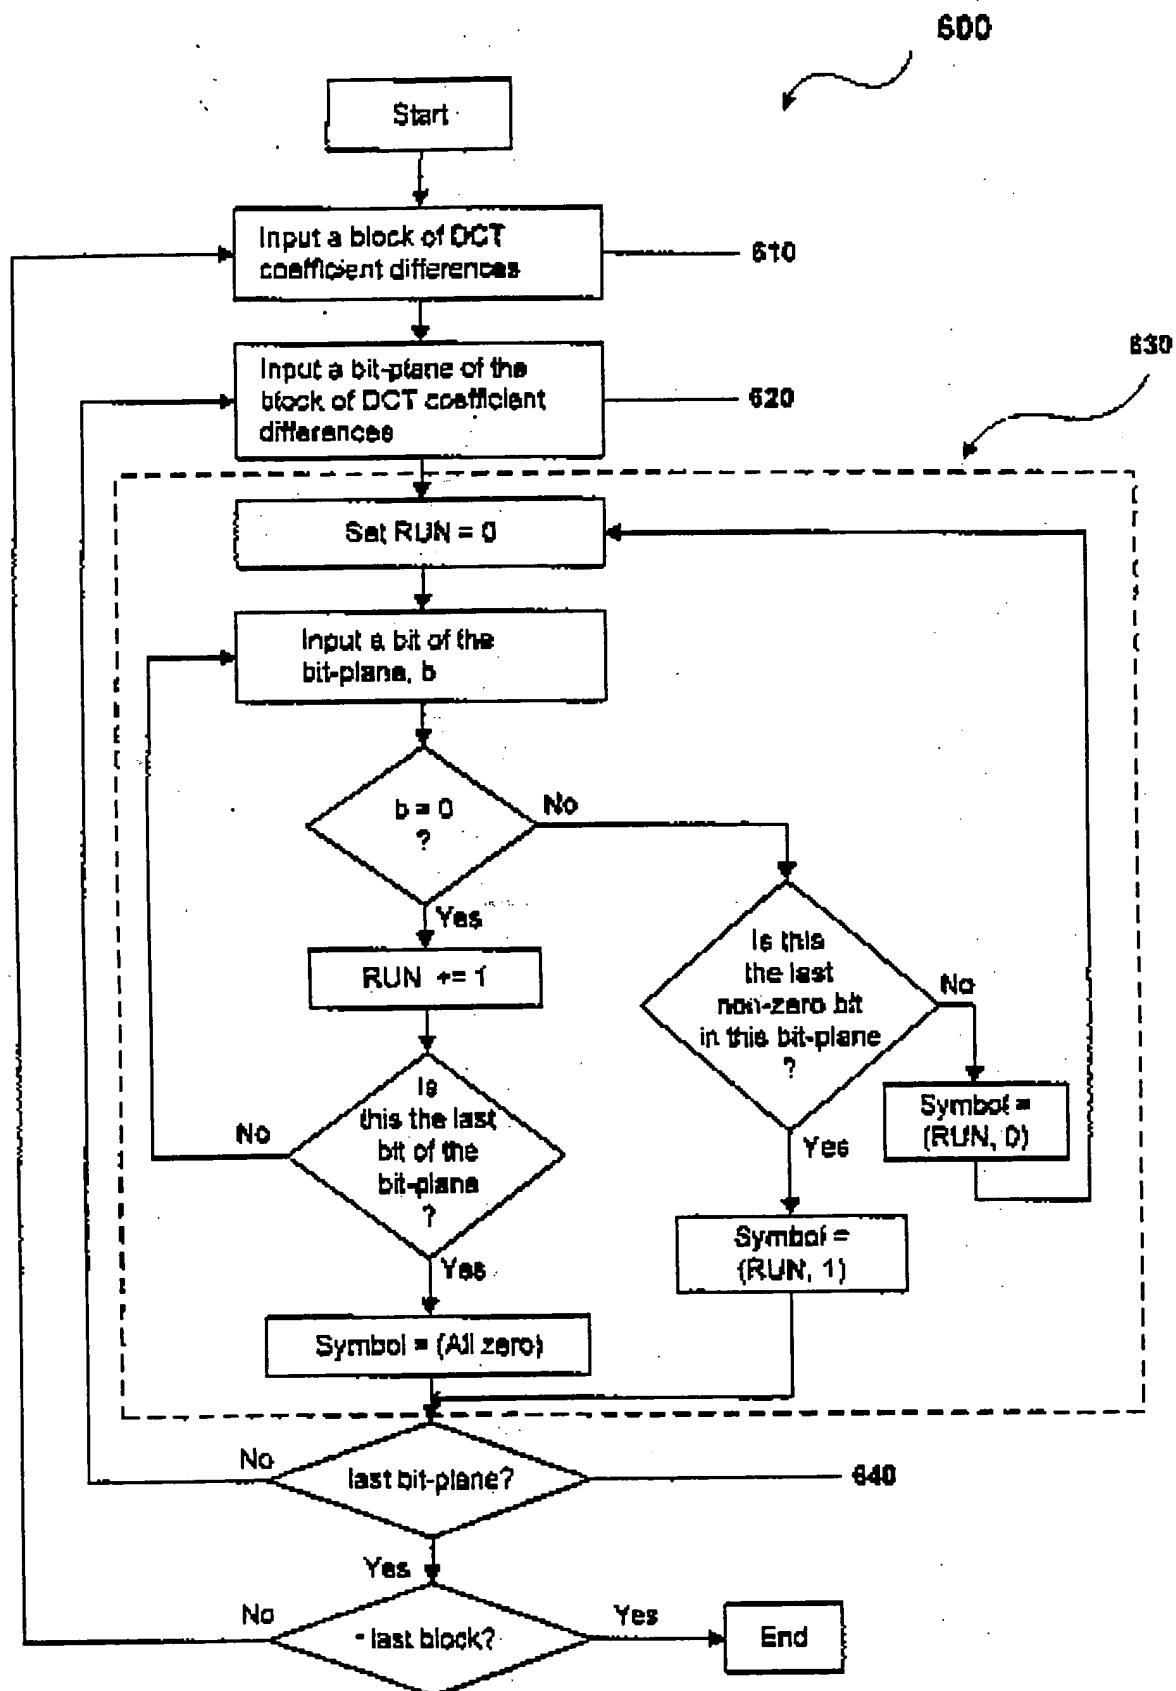 600
Start
Input a block of DCT
coefficient differences
610
Input a bit-plane of the
block of DCT coefficient
differences
620
630
Set RUN = 0
Input a bit of the
bit-plane, b
b = 0
?
No
Yes
RUN += 1
Is this
the last
non-zero bit
in this bit-plane
?
No
Symbol =
(RUN, 0)
Yes
Symbol =
(RUN, 1)
Is
this the last
bit of the
bit-plane
?
No
Yes
Symbol = (All zero)
last bit-plane?
No
640
Yes
last block?
No
Yes
End